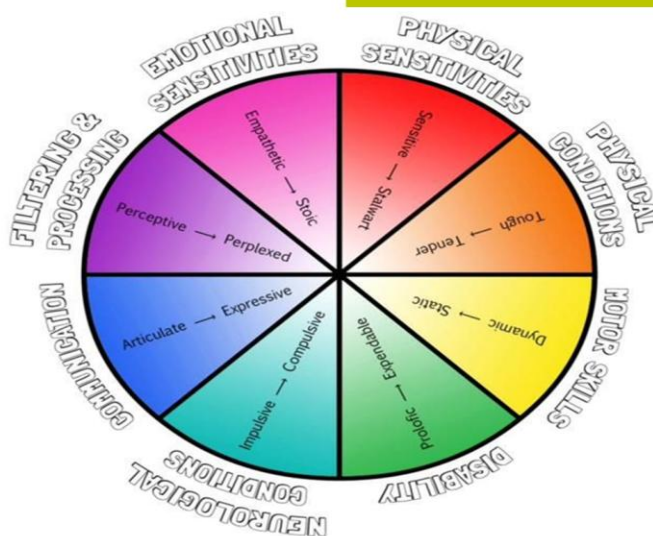 EMOTIONAL
SENSITIVITIES
PHYSICAL
SENSITIVITIES
PHYSICAL
CONDITIONS
MOTOR SKILLS
DISABILITY
NEUROLOGICAL
CONDITIONS
COMMUNICATION
FILTERING &
PROCESSING
Empathetic → Stoic
Sensitive → Stalwart
Tough → Tender
Dynamic → Static
Prolofic → Expendable
Impulsive → Compulsive
Articulate → Expressive
Perceptive → Perplexed